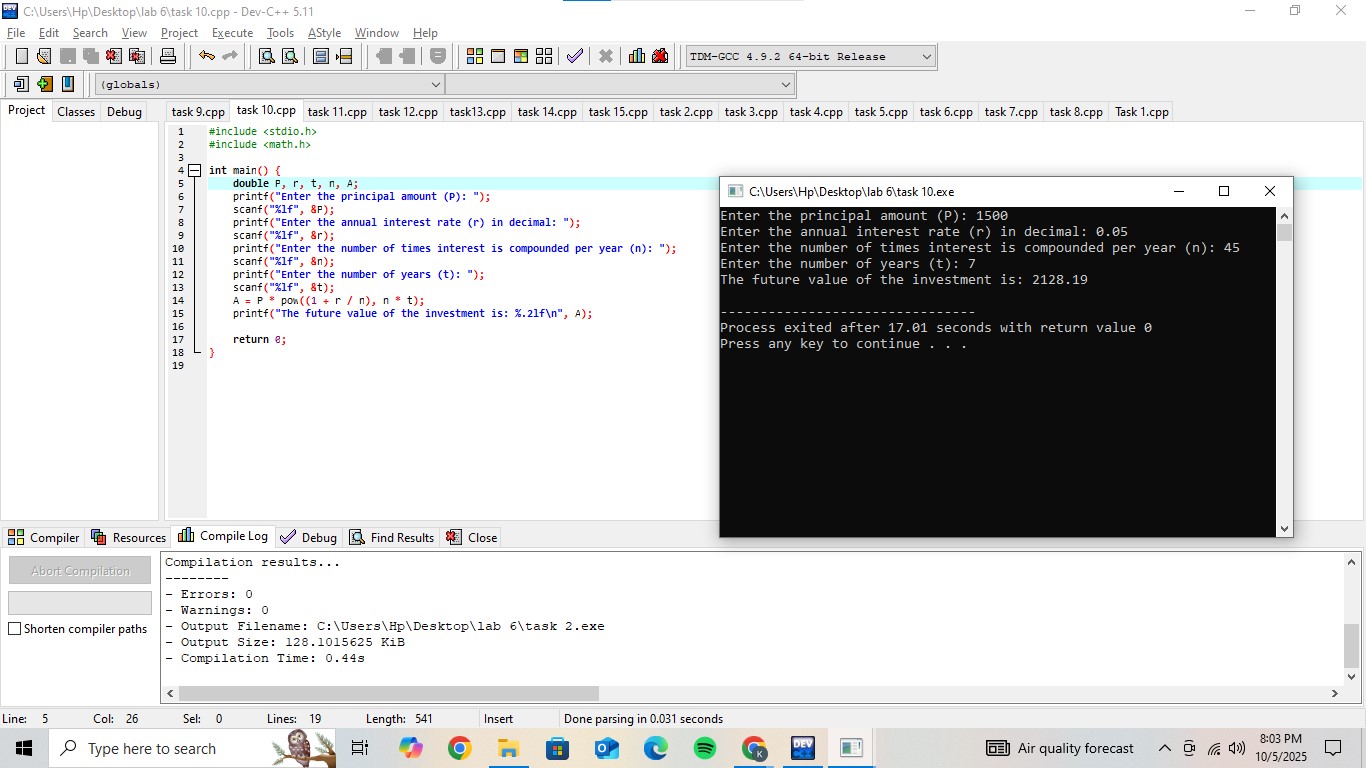 C:\Users\Hp\Desktop\lab 6\task 10.cpp - Dev-C++ 5.11
File Edit Search View Project Execute Tools AStyle Window Help
TDM-GCC 4.9.2 64-bit Release
(globals)
Project Classes Debug
task 9.cpp task 10.cpp task 11.cpp task 12.cpp task13.cpp task 14.cpp task 15.cpp task 2.cpp task 3.cpp task 4.cpp task 5.cpp task 6.cpp task 7.cpp task 8.cpp Task 1.cpp
1 #include <stdio.h>
2 #include <math.h>
3
4 int main() {
5 double P, r, t, n, A;
6 printf("Enter the principal amount (P): ");
7 scanf("%lf", &P);
8 printf("Enter the annual interest rate (r) in decimal: ");
9 scanf("%lf", &r);
10 printf("Enter the number of times interest is compounded per year (n): ");
11 scanf("%lf", &n);
12 printf("Enter the number of years (t): ");
13 scanf("%lf", &t);
14 A = P * pow((1 + r / n), n * t);
15 printf("The future value of the investment is: %.2lf\n", A);
16
17 return 0;
18 }
19
C:\Users\Hp\Desktop\lab 6\task 10.exe
Enter the principal amount (P): 1500
Enter the annual interest rate (r) in decimal: 0.05
Enter the number of times interest is compounded per year (n): 45
Enter the number of years (t): 7
The future value of the investment is: 2128.19
--------------------------------
Process exited after 17.01 seconds with return value 0
Press any key to continue . . .
Compiler Resources Compile Log Debug Find Results Close
Abort Compilation
Shorten compiler paths
Compilation results...
--------
- Errors: 0
- Warnings: 0
- Output Filename: C:\Users\Hp\Desktop\lab 6\task 2.exe
- Output Size: 128.1015625 KiB
- Compilation Time: 0.44s
Line: 5 Col: 26 Sel: 0 Lines: 19 Length: 541 Insert Done parsing in 0.031 seconds
Type here to search
DEV
K
Air quality forecast
8:03 PM
10/5/2025